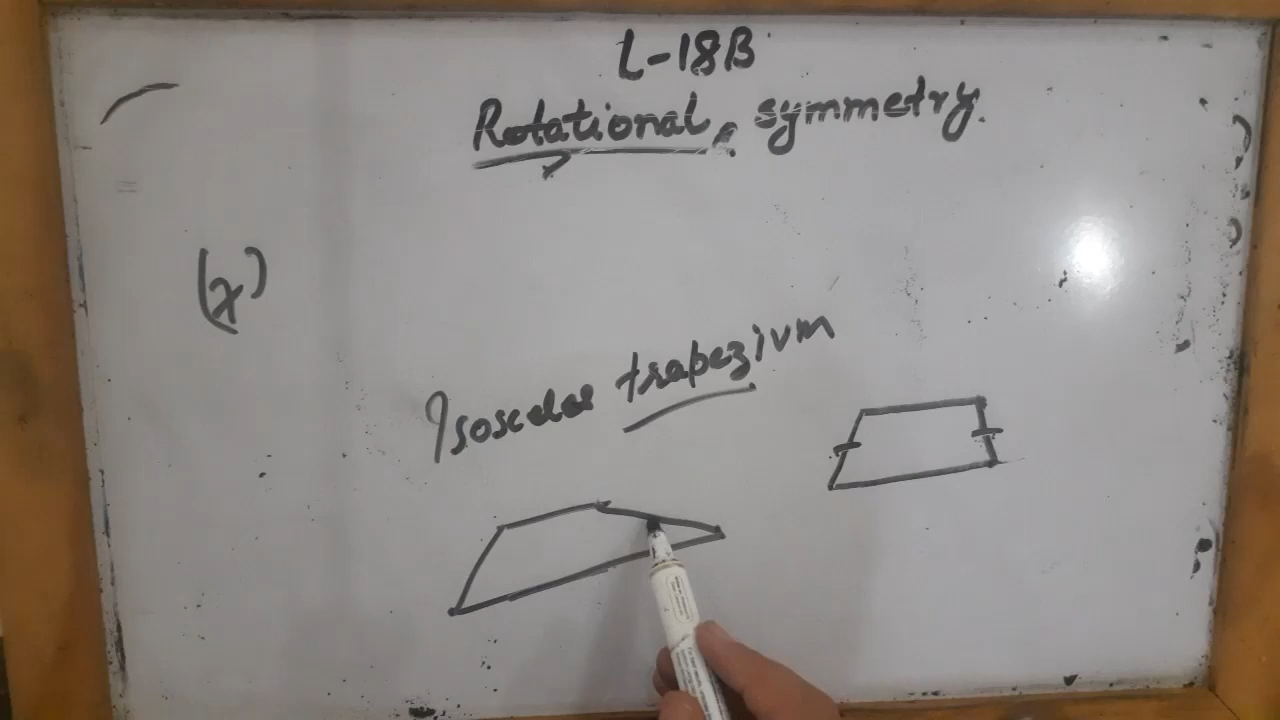 L-18B
Rotational symmetry.
(x)
Isosceles trapezium